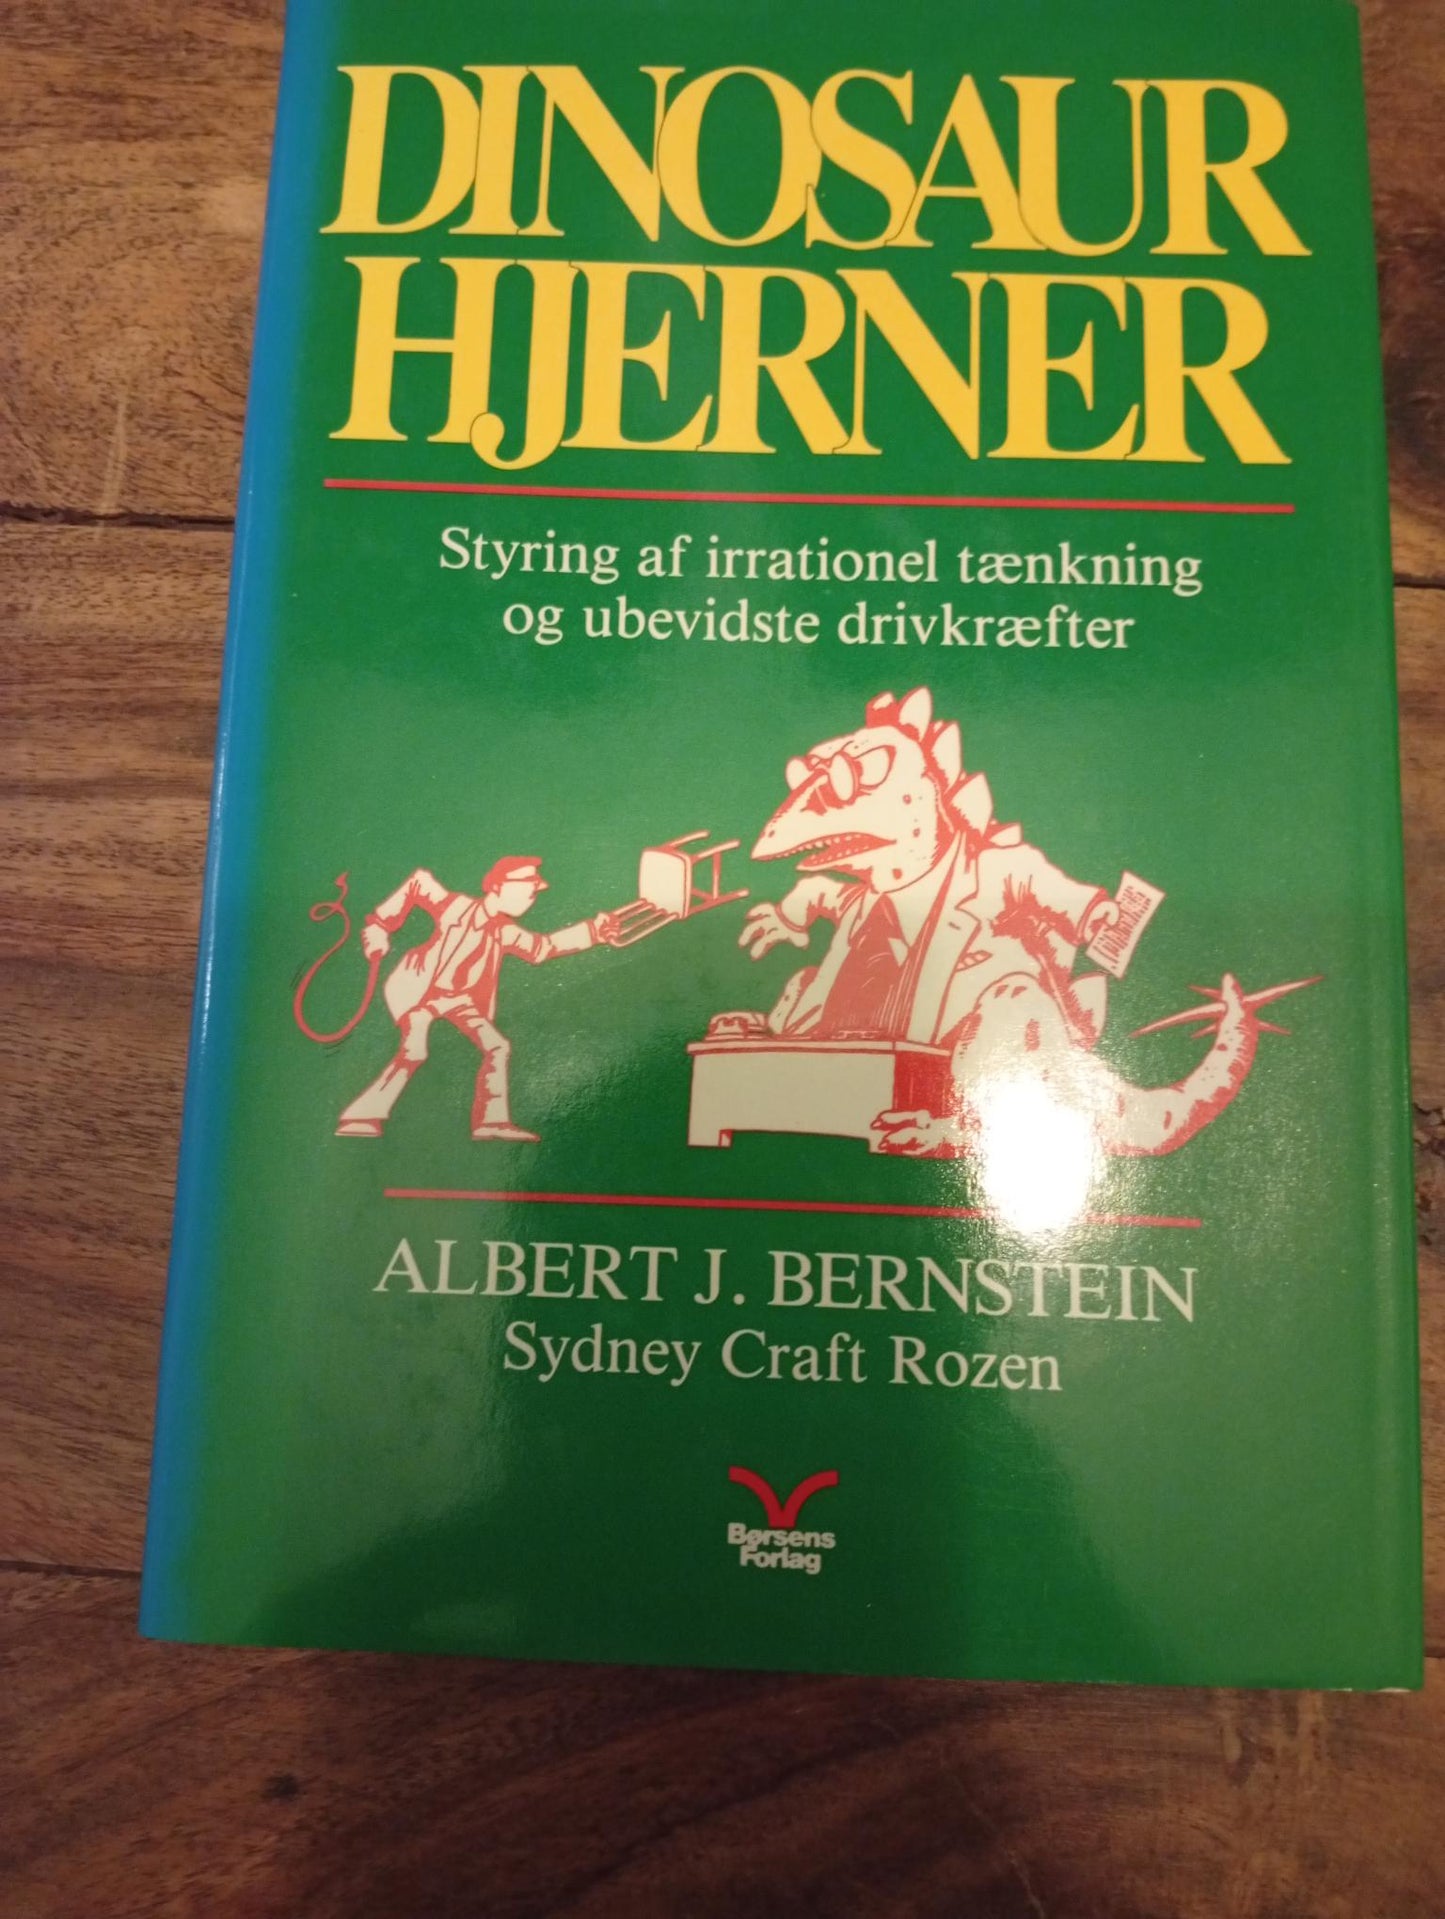 DINOSAUR
HJERNER
Styring af irrationel tænkning
og ubevidste drivkræfter
ALBERT J. BERNSTEIN
Sydney Craft Rozen
Børsens
Forlag